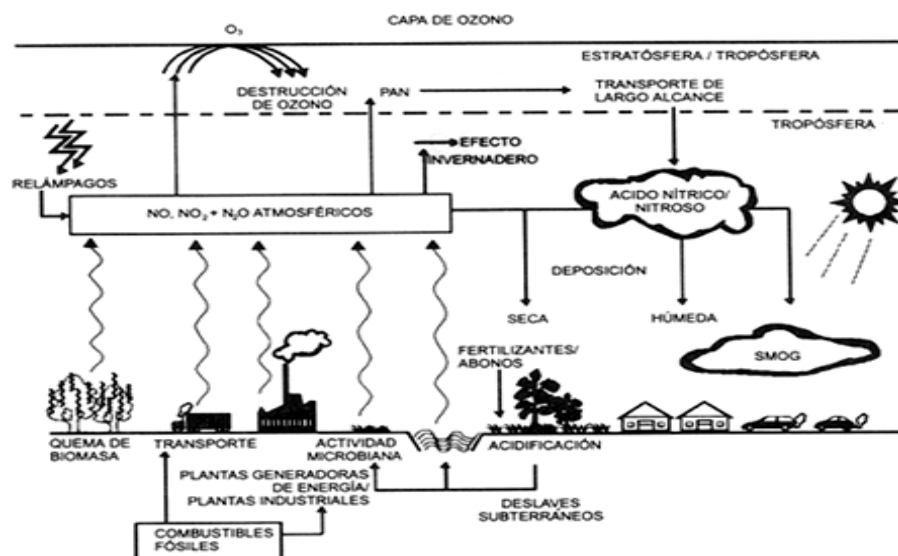 CAPA DE OZONO
O₃
ESTRATÓSFERA / TROPÓSFERA
DESTRUCCIÓN
DE OZONO
PAN
TRANSPORTE DE
LARGO ALCANCE
TROPÓSFERA
EFECTO
INVERNADERO
RELÁMPAGOS
NO, NO₂ + N₂O ATMOSFÉRICOS
ACIDO NÍTRICO/
NITROSO
DEPOSICIÓN
SECA
HÚMEDA
SMOG
FERTILIZANTES/
ABONOS
QUEMA DE
BIOMASA
TRANSPORTE
ACTIVIDAD
MICROBIANA
ACIDIFICACIÓN
PLANTAS GENERADORAS
DE ENERGÍA/
PLANTAS INDUSTRIALES
DESLAVES
SUBTERRÁNEOS
COMBUSTIBLES
FÓSILES